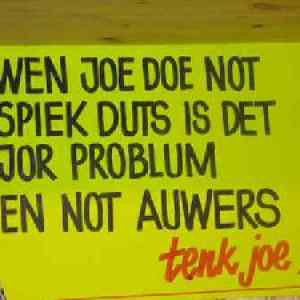 WEN JOE DOE NOT
SPIEK DUTS IS DET
JOR PROBLUM
EN NOT AUWERS
tenk joe